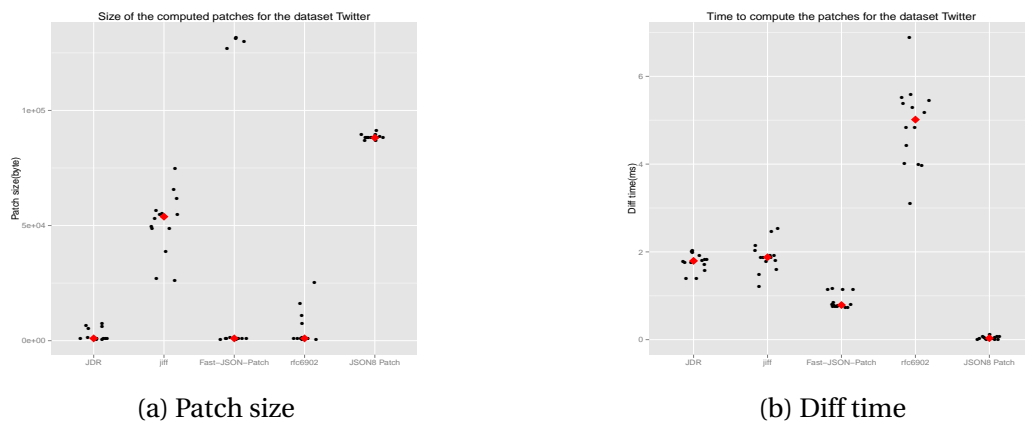 Size of the computed patches for the dataset Twitter
Patch size(byte)
1e+05
5e+04
0e+00
JDR
jiff
Fast-JSON-Patch
rfc6902
JSON8 Patch
(a) Patch size
Time to compute the patches for the dataset Twitter
Diff time(ms)
6
4
2
0
JDR
jiff
Fast-JSON-Patch
rfc6902
JSON8 Patch
(b) Diff time